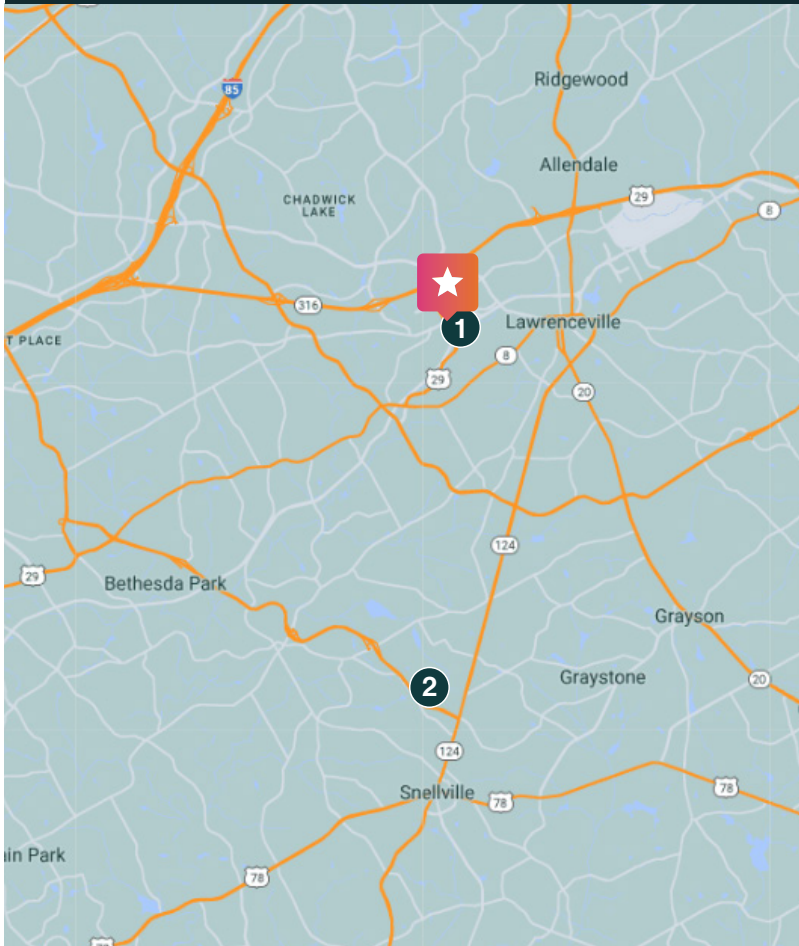 Ridgewood
85
Allendale
29
CHADWICK
LAKE
8
316
1
Lawrenceville
T PLACE
8
29
20
124
29
Bethesda Park
Grayson
Graystone
20
2
124
Snellville
78
78
ain Park
78